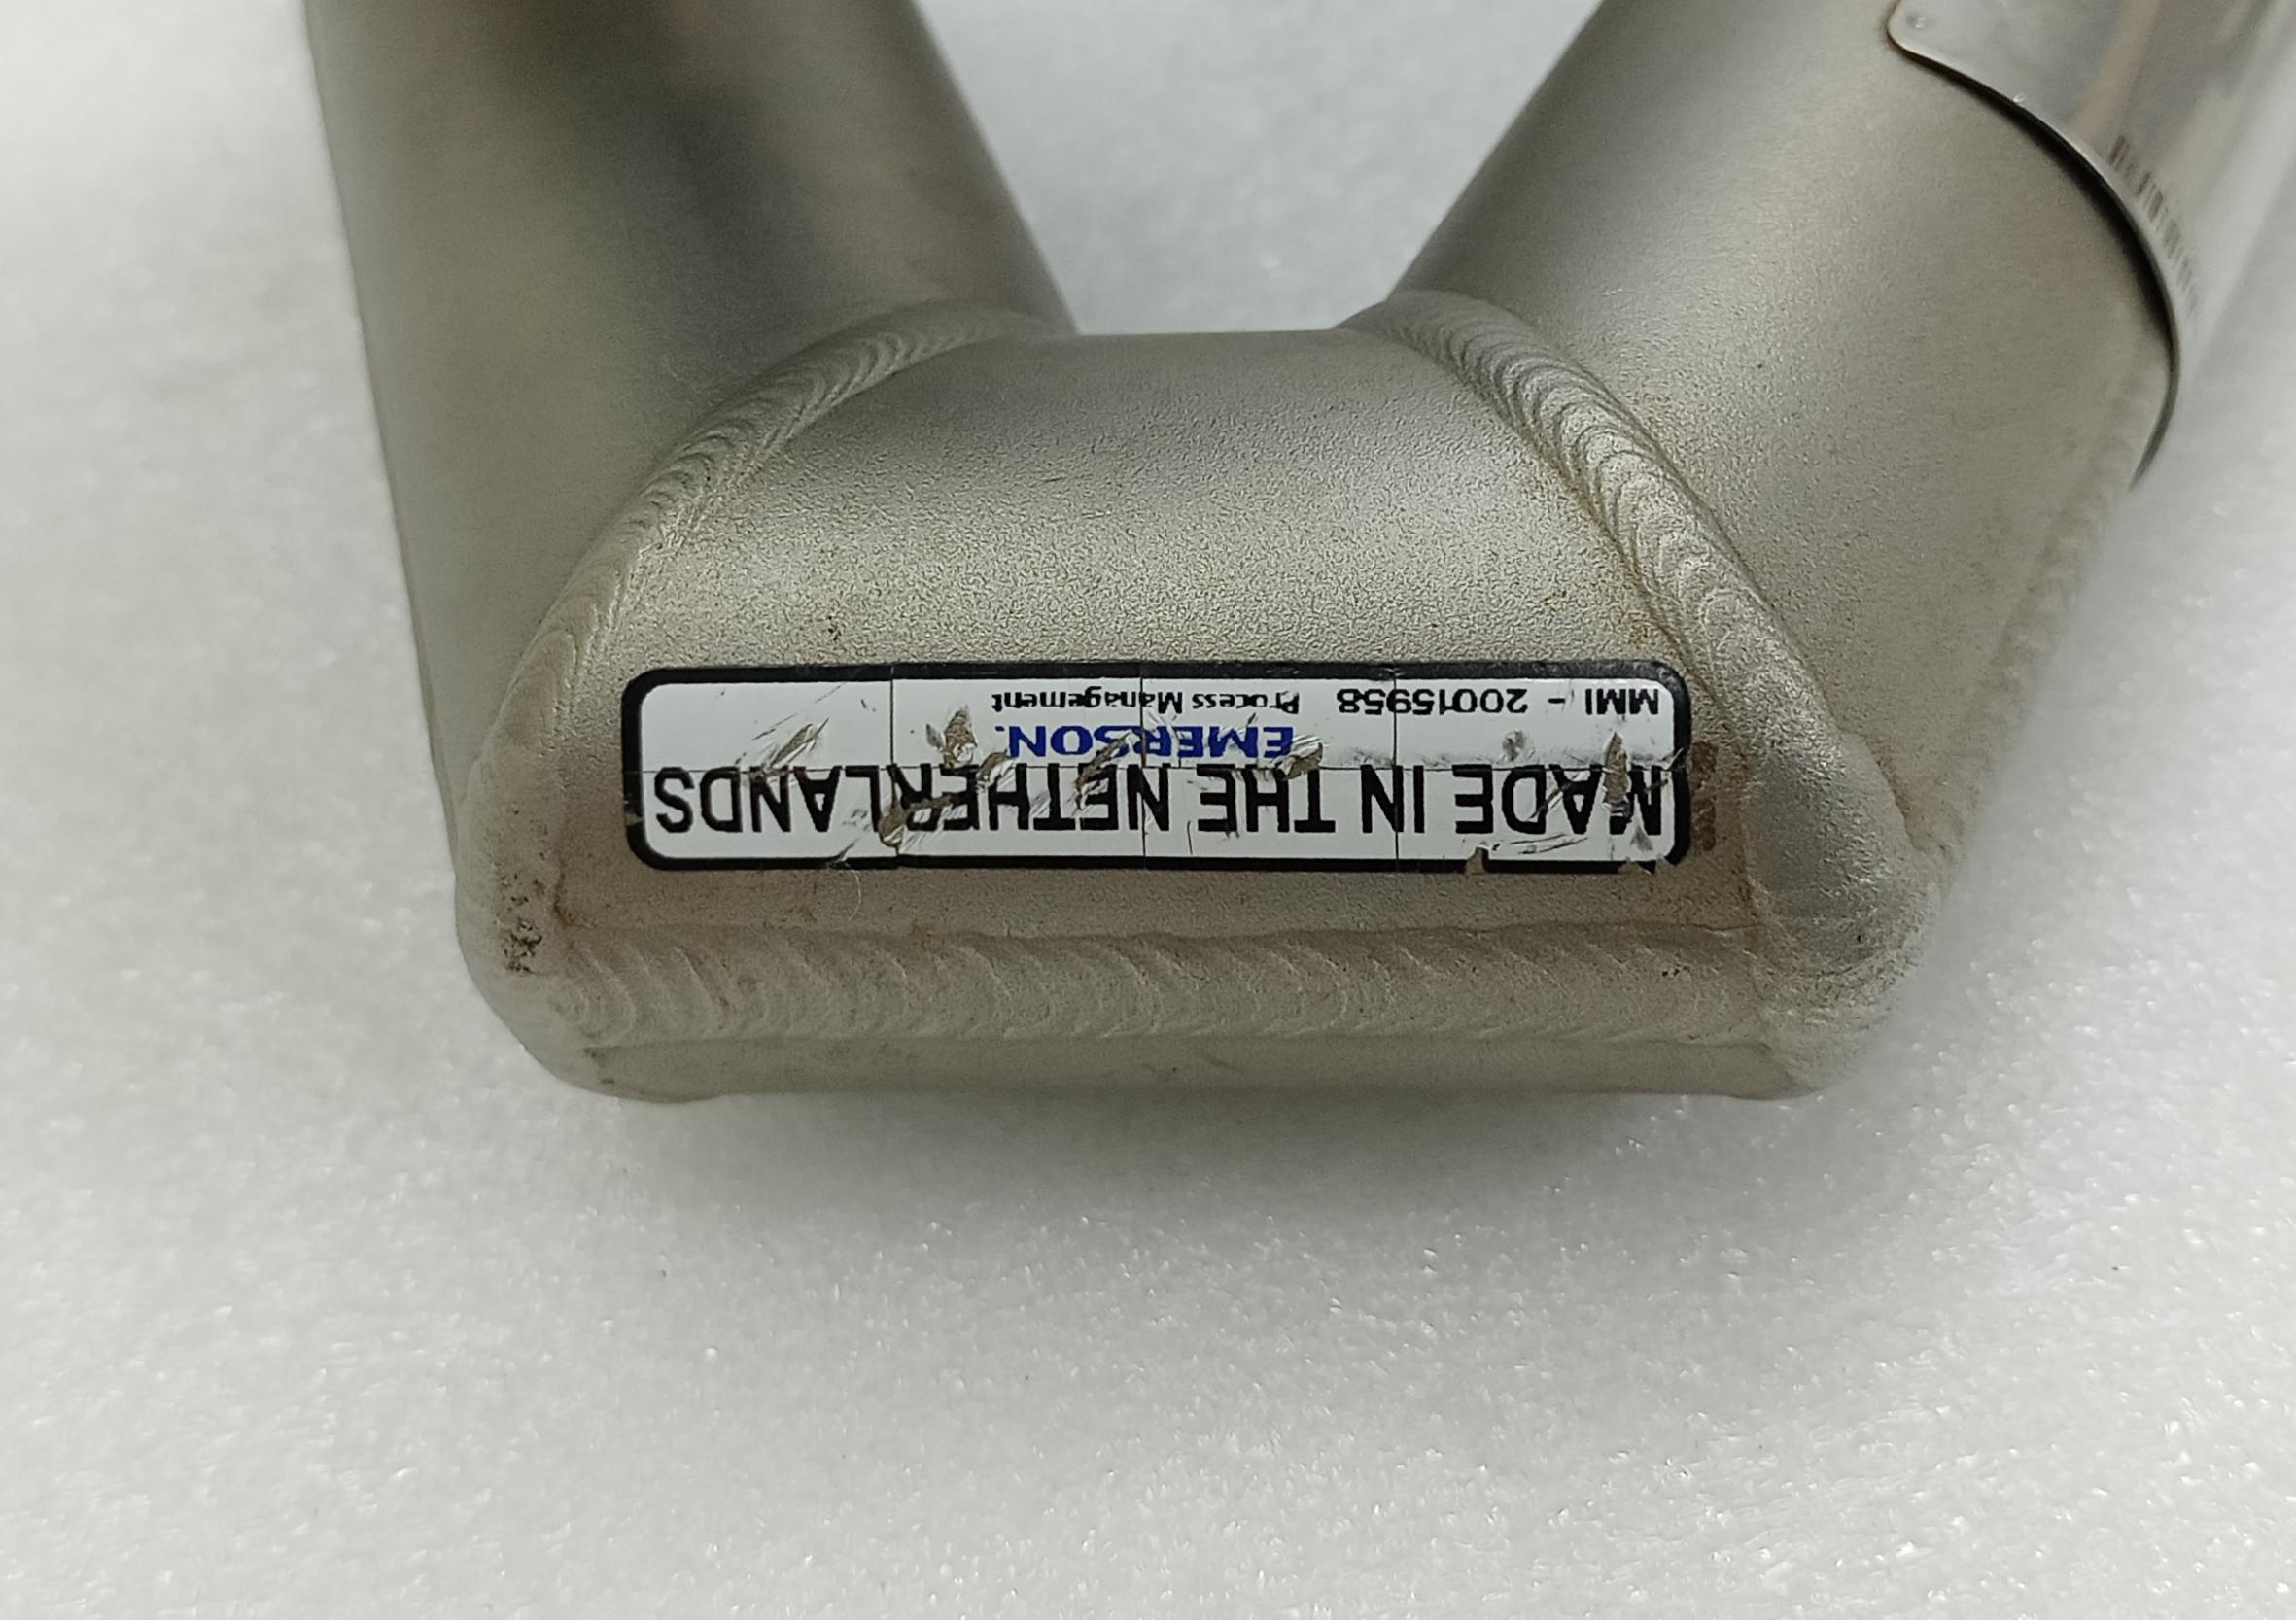 MADE IN THE NETHERLANDS
EMERSON.
MMI - 20015958 Process Management